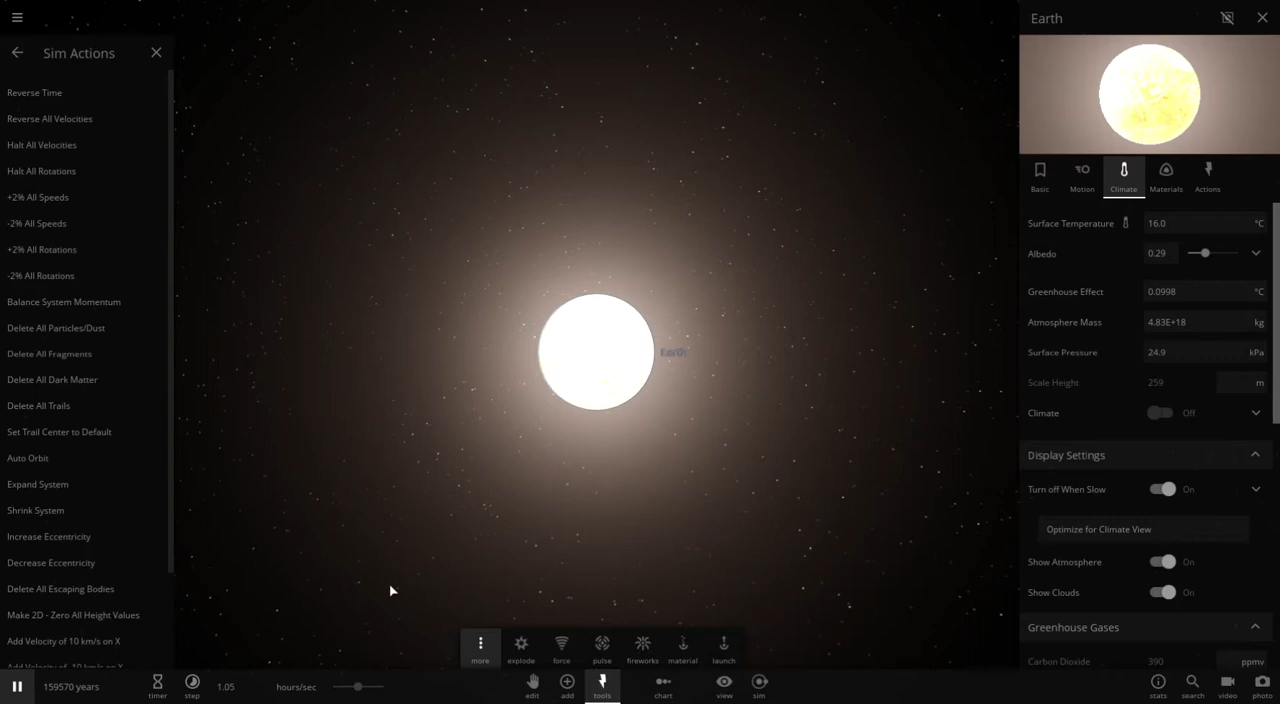 Sim Actions
Reverse Time
Reverse All Velocities
Halt All Velocities
Halt All Rotations
+2% All Speeds
-2% All Speeds
+2% All Rotations
-2% All Rotations
Balance System Momentum
Delete All Particles/Dust
Delete All Fragments
Delete All Dark Matter
Delete All Trails
Set Trail Center to Default
Auto Orbit
Expand System
Shrink System
Increase Eccentricity
Decrease Eccentricity
Delete All Escaping Bodies
Make 2D - Zero All Height Values
Add Velocity of 10 km/s on X
Add Velocity of -10 km/s on X
Earth
more explode force pulse fireworks material launch
159570 years timer step 1.05 hours/sec edit add tools chart view sim stats search video photo
Earth
Basic Motion Climate Materials Actions
Surface Temperature 16.0 °C
Albedo 0.29
Greenhouse Effect 0.0998 °C
Atmosphere Mass 4.83E+18 kg
Surface Pressure 24.9 kPa
Scale Height 259 m
Climate Off
Display Settings
Turn off When Slow On
Optimize for Climate View
Show Atmosphere On
Show Clouds On
Greenhouse Gases
Carbon Dioxide 390 ppmv